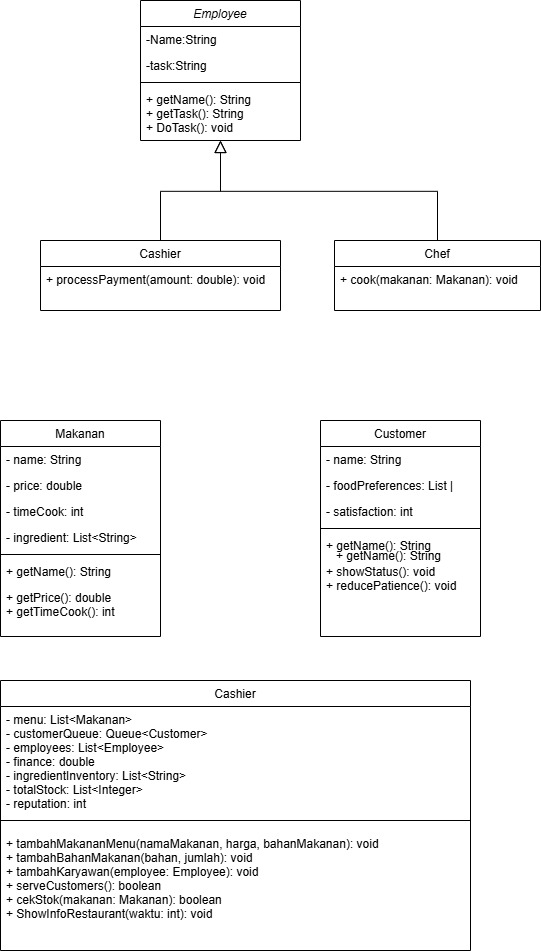 Employee
-Name:String
-task:String
+ getName(): String
+ getTask(): String
+ DoTask(): void
Cashier
+ processPayment(amount: double): void
Chef
+ cook(makanan: Makanan): void
Makanan
- name: String
- price: double
- timeCook: int
- ingredient: List<String>
+ getName(): String
+ getPrice(): double
+ getTimeCook(): int
Customer
- name: String
- foodPreferences: List |
- satisfaction: int
+ getName(): String
+ getName(): String
+ showStatus(): void
+ reducePatience(): void
Cashier
- menu: List<Makanan>
- customerQueue: Queue<Customer>
- employees: List<Employee>
- finance: double
- ingredientInventory: List<String>
- totalStock: List<Integer>
- reputation: int
+ tambahMakananMenu(namaMakanan, harga, bahanMakanan): void
+ tambahBahanMakanan(bahan, jumlah): void
+ tambahKaryawan(employee: Employee): void
+ serveCustomers(): boolean
+ cekStok(makanan: Makanan): boolean
+ ShowInfoRestaurant(waktu: int): void